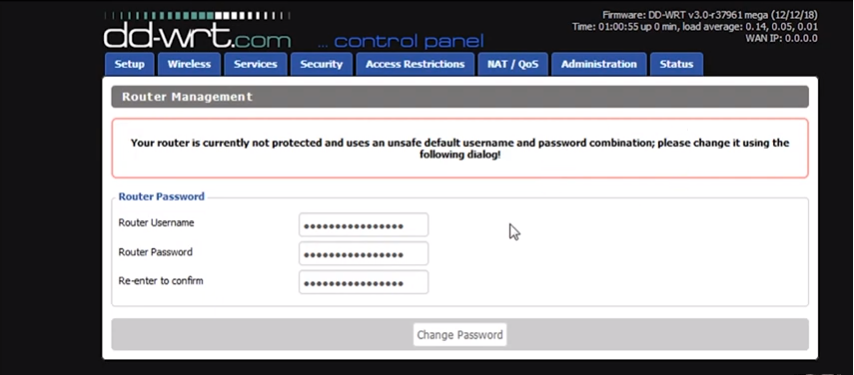 Firmware: DD-WRT v3.0-r37961 mega (12/12/18)
Time: 01:00:55 up 0 min, load average: 0.14, 0.05, 0.01
WAN IP: 0.0.0.0
dd-wrt.com ... control panel
Setup Wireless Services Security Access Restrictions NAT / QoS Administration Status
Router Management
Your router is currently not protected and uses an unsafe default username and password combination; please change it using the
following dialog!
Router Password
Router Username ••••••••••••••••
Router Password ••••••••••••••••
Re-enter to confirm ••••••••••••••••
Change Password